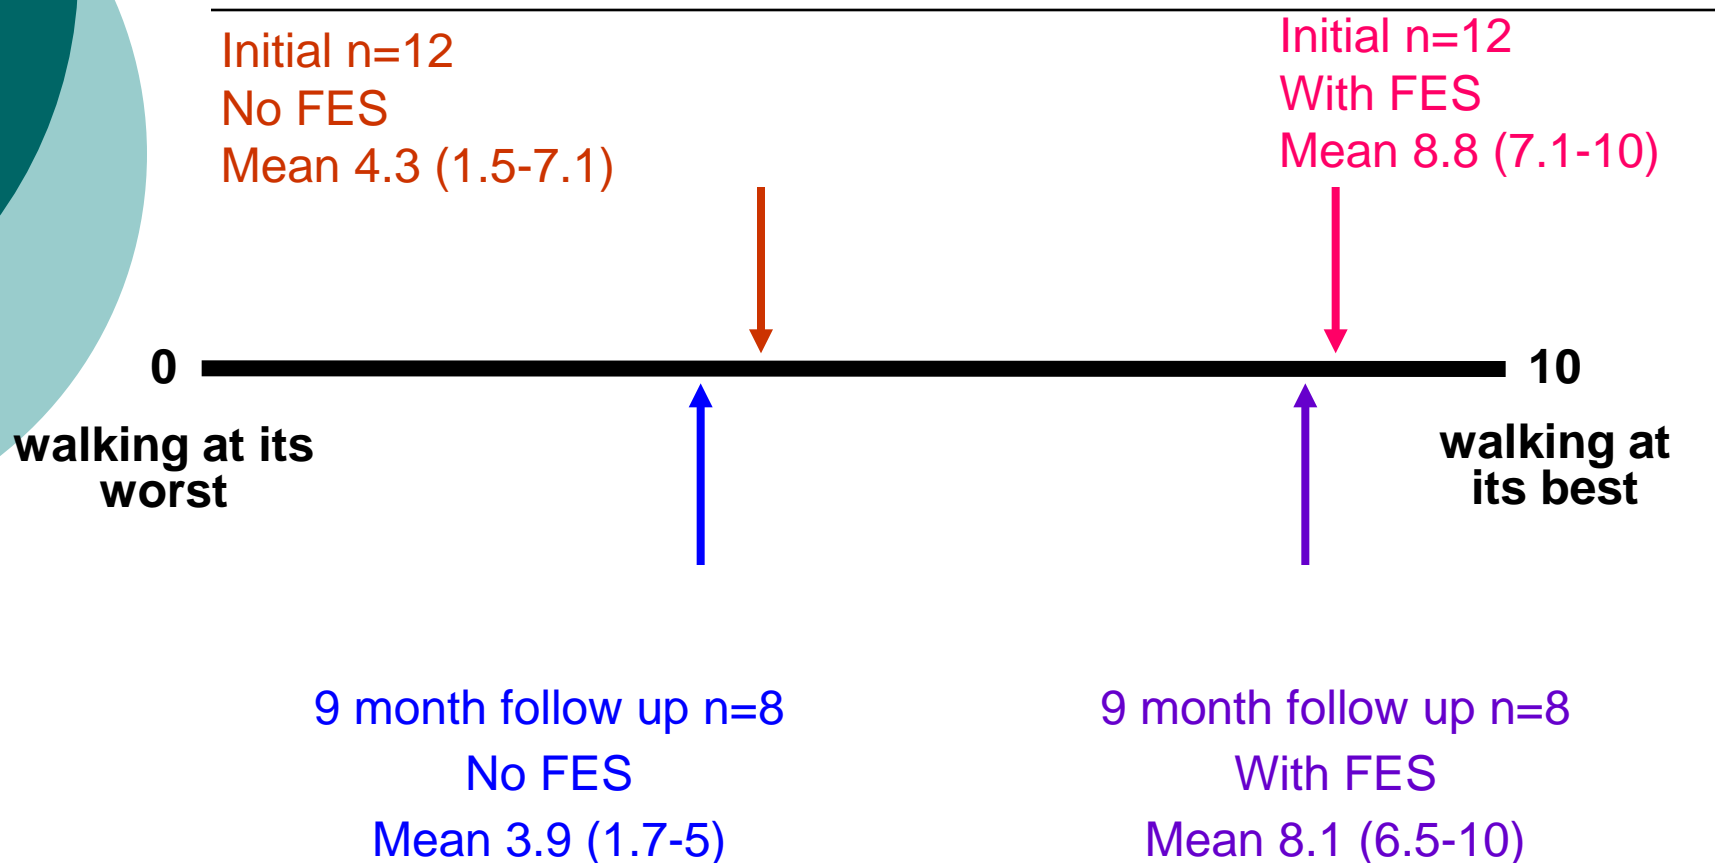 Initial n=12
No FES
Mean 4.3 (1.5-7.1)
Initial n=12
With FES
Mean 8.8 (7.1-10)
0
10
walking at its
worst
walking at
its best
9 month follow up n=8
No FES
Mean 3.9 (1.7-5)
9 month follow up n=8
With FES
Mean 8.1 (6.5-10)